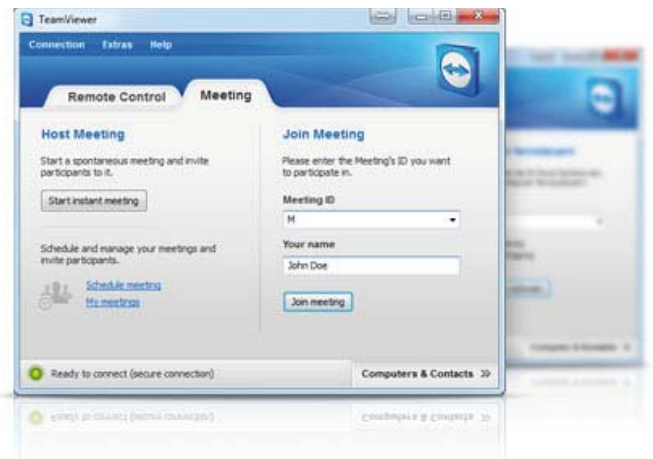 TeamViewer
Connection Extras Help
Remote Control Meeting
Host Meeting
Start a spontaneous meeting and invite
participants to it.
Start instant meeting
Schedule and manage your meetings and
invite participants.
Schedule meeting
My meetings
Join Meeting
Please enter the Meeting's ID you want
to participate in.
Meeting ID
M
Your name
John Doe
Join meeting
Ready to connect (secure connection)
Computers & Contacts